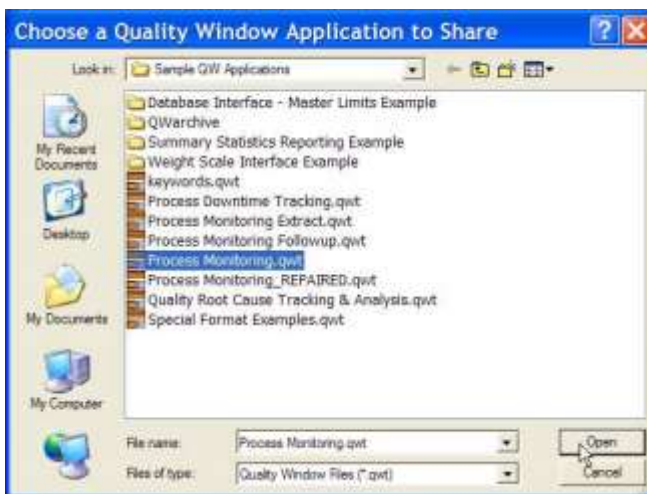 Choose a Quality Window Application to Share
Look in: Sample QW Applications
My Recent Documents
Desktop
My Documents
My Computer
Database Interface - Master Limits Example
QWarchive
Summary Statistics Reporting Example
Weight Scale Interface Example
keywords.qwt
Process Downtime Tracking.qwt
Process Monitoring Extract.qwt
Process Monitoring Followup.qwt
Process Monitoring.qwt
Process Monitoring_REPAIRED.qwt
Quality Root Cause Tracking & Analysis.qwt
Special Format Examples.qwt
File name: Process Monitoring.qwt Open
Files of type: Quality Window Files (*.qwt) Cancel